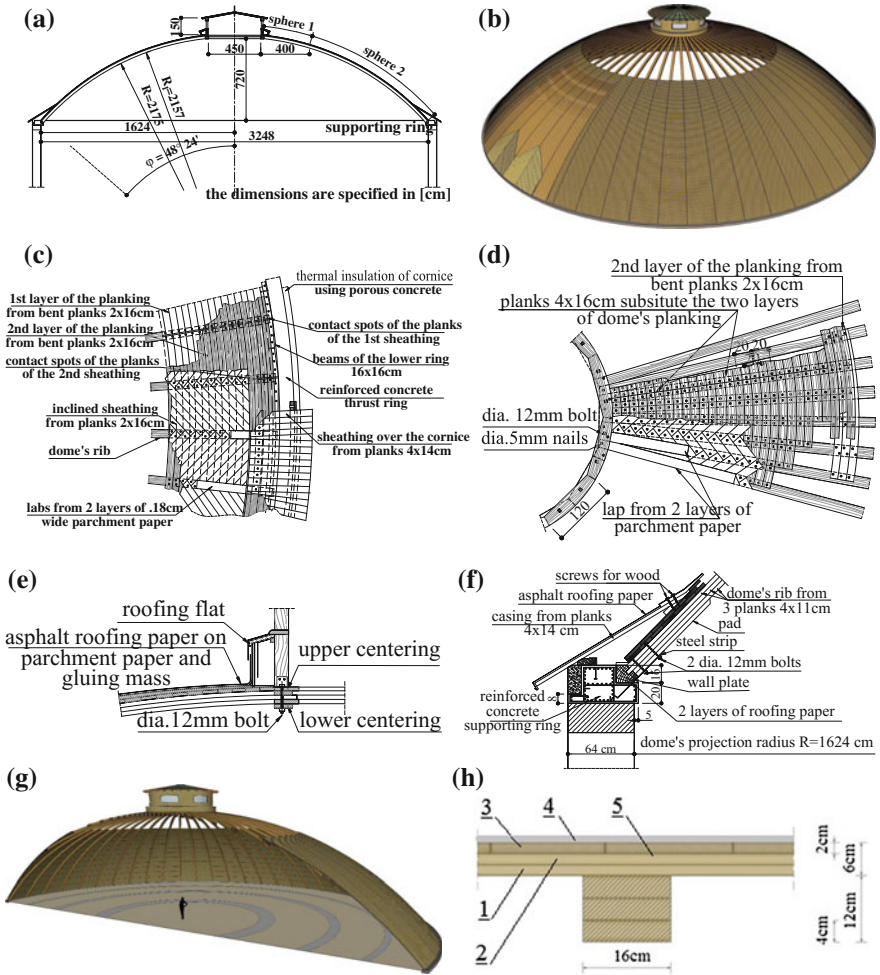 (a)
150
sphere 1
450
400
sphere 2
720
R₁=2157
R=2175
1624
supporting ring
3248
φ = 48° 24'
the dimensions are specified in [cm]
(b)
(c)
1st layer of the planking
from bent planks 2x16cm
2nd layer of the planking
from bent planks 2x16cm
contact spots of the planks
of the 2nd sheathing
inclined sheathing
from planks 2x16cm
dome's rib
labs from 2 layers of .18cm
wide parchment paper
thermal insulation of cornice
using porous concrete
contact spots of the planks
of the 1st sheathing
beams of the lower ring
16x16cm
reinforced concrete
thrust ring
sheathing over the cornice
from planks 4x14cm
(d)
2nd layer of the planking from
bent planks 2x16cm
planks 4x16cm subsitute the two layers
of dome's planking
20 20
dia. 12mm bolt
dia.5mm nails
120
lap from 2 layers of
parchment paper
(e)
roofing flat
asphalt roofing paper on
parchment paper and
gluing mass
upper centering
dia.12mm bolt
lower centering
(f)
screws for wood
asphalt roofing paper
casing from planks
4x14 cm
dome's rib from
3 planks 4x11cm
pad
steel strip
2 dia. 12mm bolts
wall plate
16
20
reinforced
concrete
supporting ring
5
2 layers of roofing paper
64 cm
dome's projection radius R=1624 cm
(g)
(h)
3
4
5
2cm
6cm
1
2
12cm
4cm
16cm